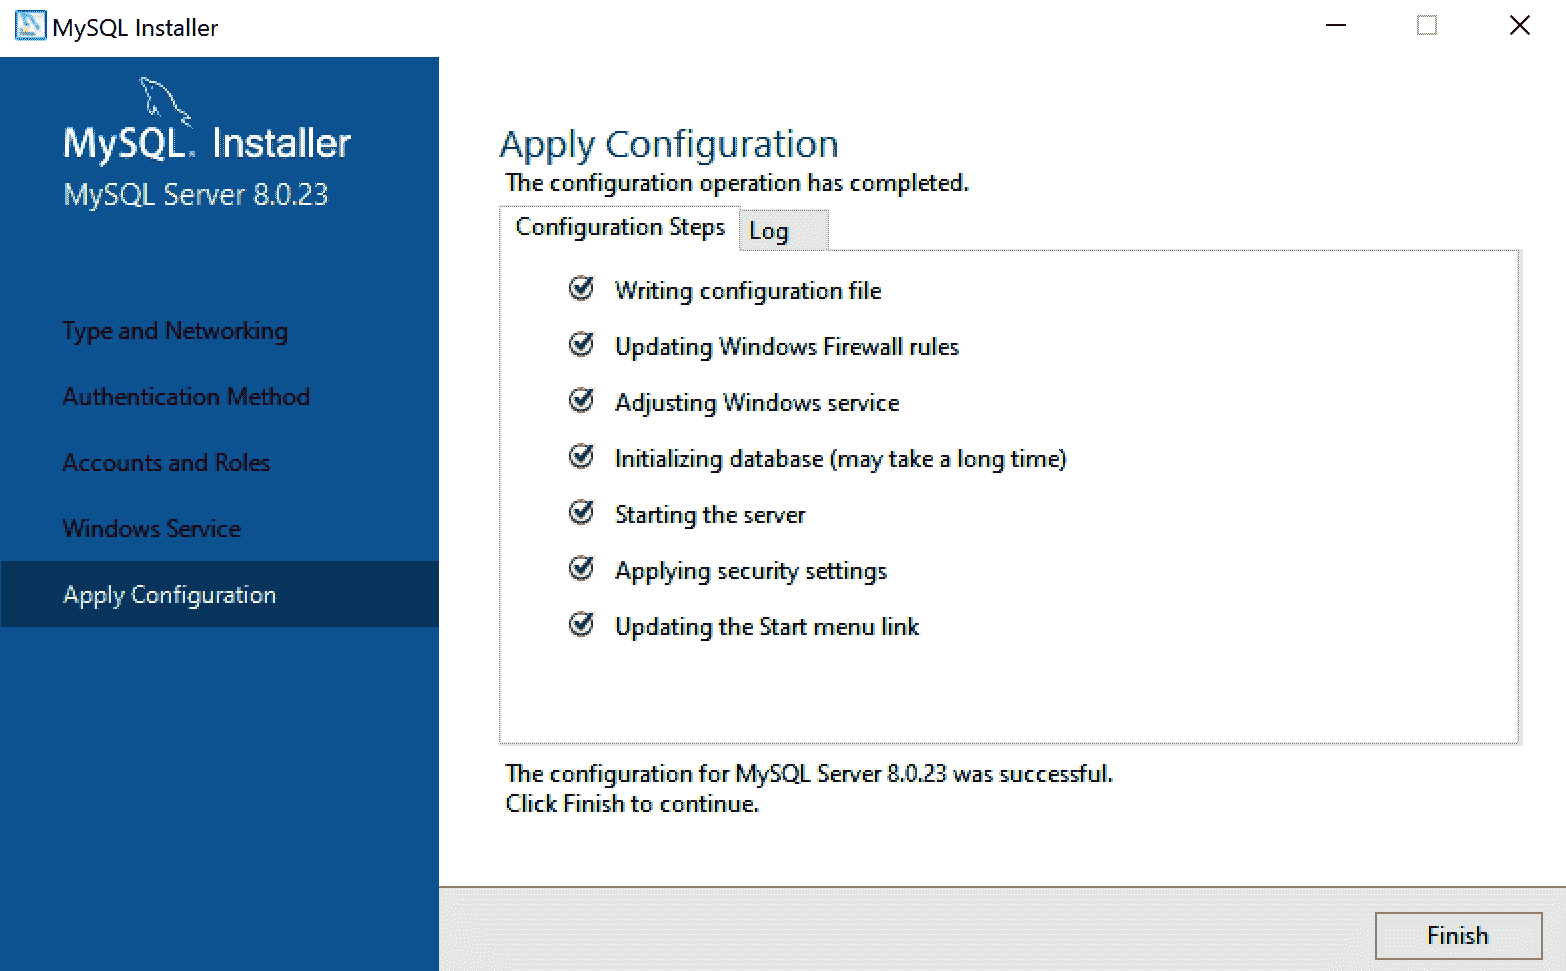 MySQL Installer
MySQL. Installer
MySQL Server 8.0.23
Type and Networking
Authentication Method
Accounts and Roles
Windows Service
Apply Configuration
Apply Configuration
The configuration operation has completed.
Configuration Steps
Log
Writing configuration file
Updating Windows Firewall rules
Adjusting Windows service
Initializing database (may take a long time)
Starting the server
Applying security settings
Updating the Start menu link
The configuration for MySQL Server 8.0.23 was successful.
Click Finish to continue.
Finish